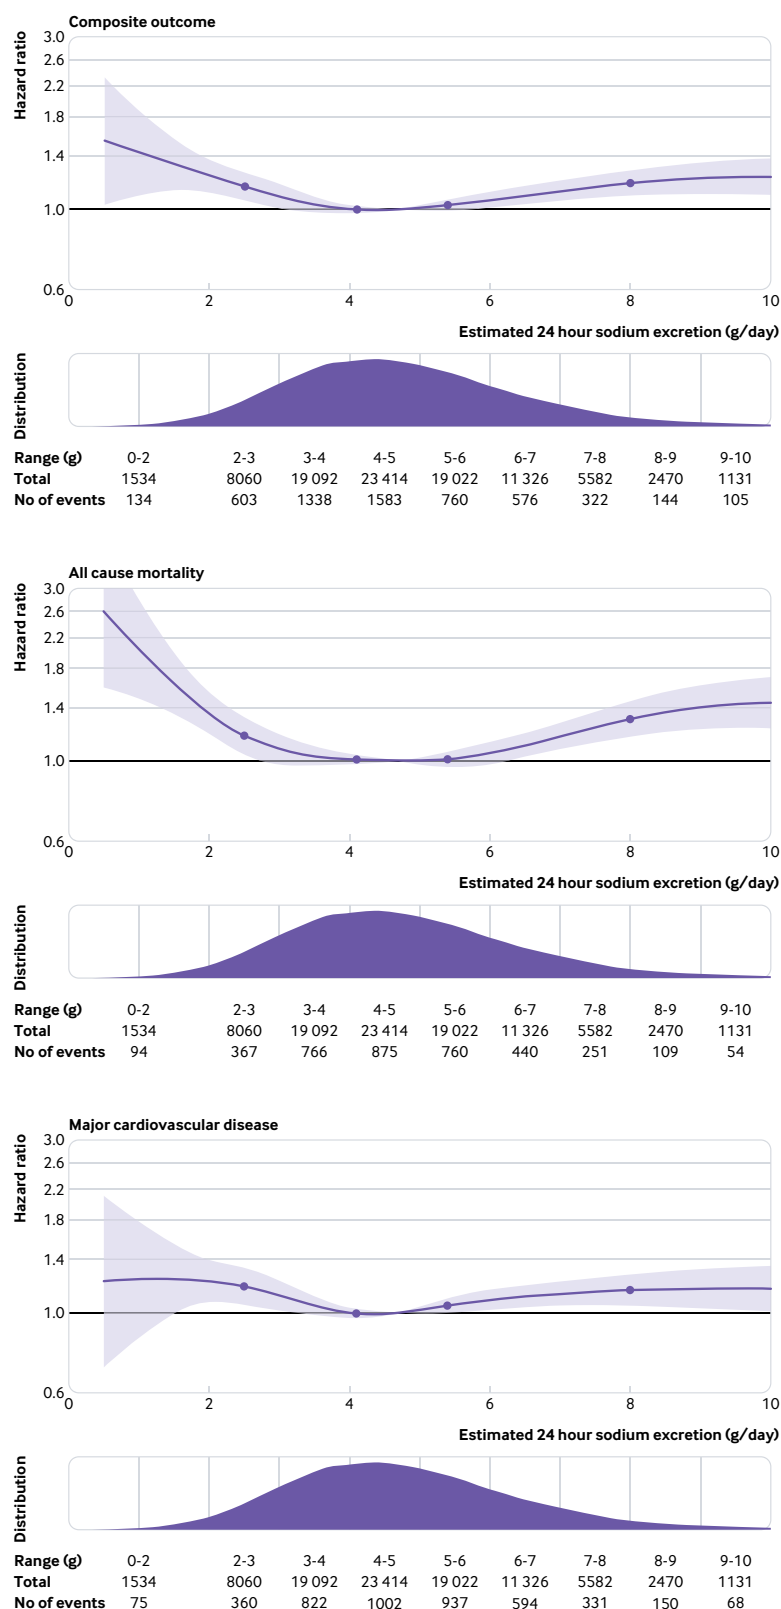 Composite outcome
Hazard ratio
3.0
2.6
2.2
1.8
1.4
1.0
0.6
0 2 4 6 8 10
Estimated 24 hour sodium excretion (g/day)
Distribution
Range (g) 0-2 2-3 3-4 4-5 5-6 6-7 7-8 8-9 9-10
Total 1534 8060 19 092 23 414 19 022 11 326 5582 2470 1131
No of events 134 603 1338 1583 760 576 322 144 105
All cause mortality
Hazard ratio
3.0
2.6
2.2
1.8
1.4
1.0
0.6
0 2 4 6 8 10
Estimated 24 hour sodium excretion (g/day)
Distribution
Range (g) 0-2 2-3 3-4 4-5 5-6 6-7 7-8 8-9 9-10
Total 1534 8060 19 092 23 414 19 022 11 326 5582 2470 1131
No of events 94 367 766 875 760 440 251 109 54
Major cardiovascular disease
Hazard ratio
3.0
2.6
2.2
1.8
1.4
1.0
0.6
0 2 4 6 8 10
Estimated 24 hour sodium excretion (g/day)
Distribution
Range (g) 0-2 2-3 3-4 4-5 5-6 6-7 7-8 8-9 9-10
Total 1534 8060 19 092 23 414 19 022 11 326 5582 2470 1131
No of events 75 360 822 1002 937 594 331 150 68